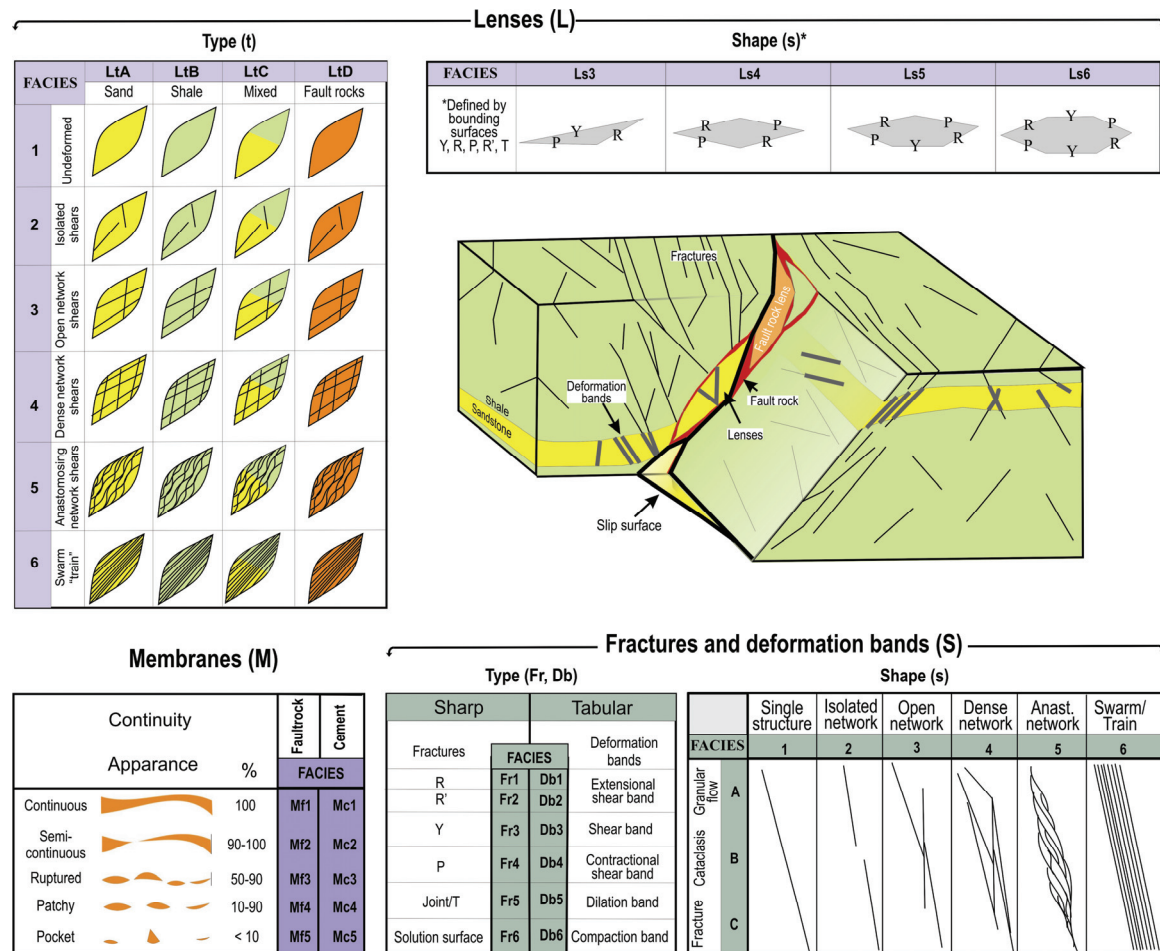 Lenses (L)
Type (t)
Shape (s)*
FACIES
LtA LtB LtC LtD
Sand Shale Mixed Fault rocks
1
Undeformed
2
Isolated
shears
3
Open network
shears
4
Dense network
shears
5
Anastomosing
network shears
6
Swarm
"train"
FACIES Ls3 Ls4 Ls5 Ls6
*Defined by
bounding
surfaces
Y, R, P, R', T
Y
P R
R P
P R
R P
P Y R
R Y P
P Y R
Fractures
Fault rock lens
Deformation
bands
Fault rock
Lenses
Shale
Sandstone
Slip surface
Membranes (M)
Continuity
Apparance %
Faultrock
Cement
FACIES
Continuous 100 Mf1 Mc1
Semi-
continuous 90-100 Mf2 Mc2
Ruptured 50-90 Mf3 Mc3
Patchy 10-90 Mf4 Mc4
Pocket < 10 Mf5 Mc5
Fractures and deformation bands (S)
Type (Fr, Db)
Sharp Tabular
Fractures
FACIES
Deformation
bands
R Fr1 Db1
R' Fr2 Db2
Extensional
shear band
Y Fr3 Db3 Shear band
P Fr4 Db4 Contractional
shear band
Joint/T Fr5 Db5 Dilation band
Solution surface Fr6 Db6 Compaction band
Shape (s)
Single
structure
Isolated
network
Open
network
Dense
network
Anast.
network
Swarm/
Train
FACIES 1 2 3 4 5 6
Granular
flow
A
Cataclasis
B
Fracture
C